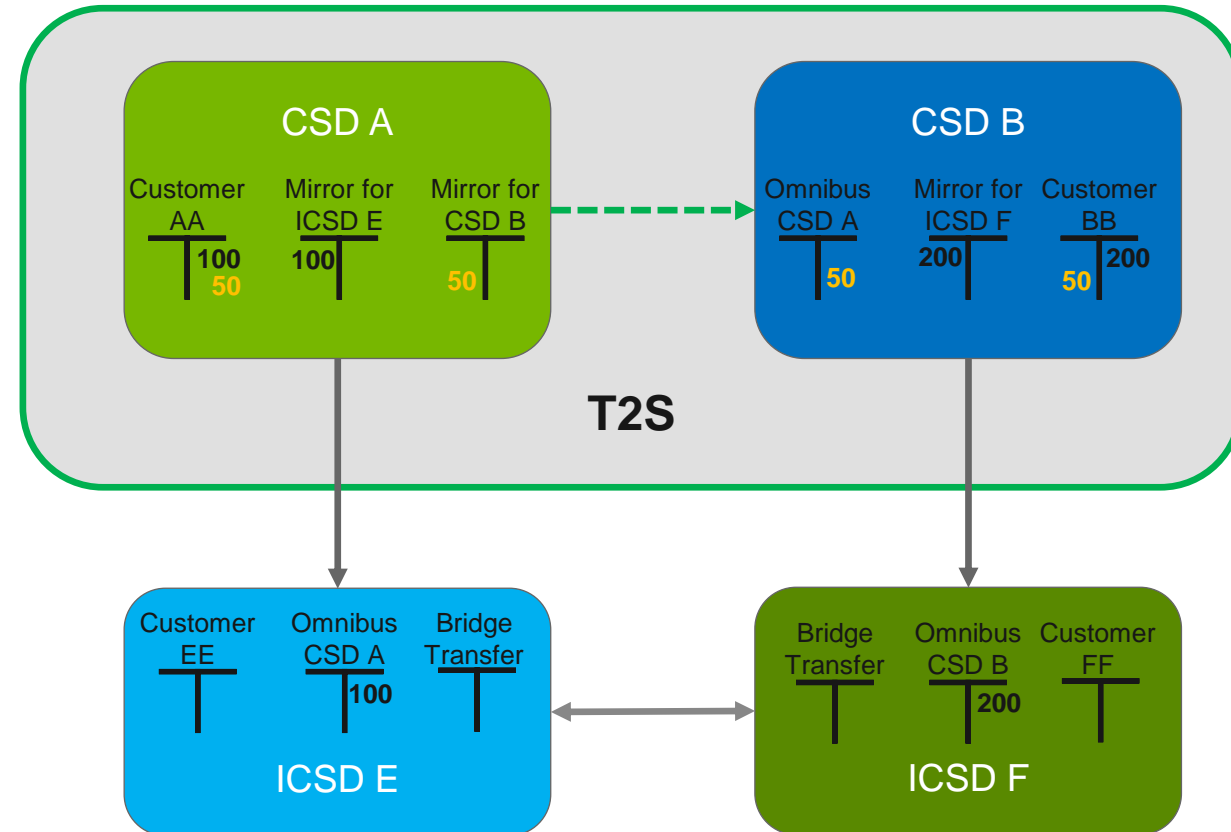 CSD A
Customer
AA
100
50
Mirror for
ICSD E
100
Mirror for
CSD B
50
CSD B
Omnibus
CSD A
50
Mirror for
ICSD F
200
Customer
BB
200
50
T2S
Customer
EE
Omnibus
CSD A
100
Bridge
Transfer
ICSD E
Bridge
Transfer
Omnibus
CSD B
200
Customer
FF
ICSD F